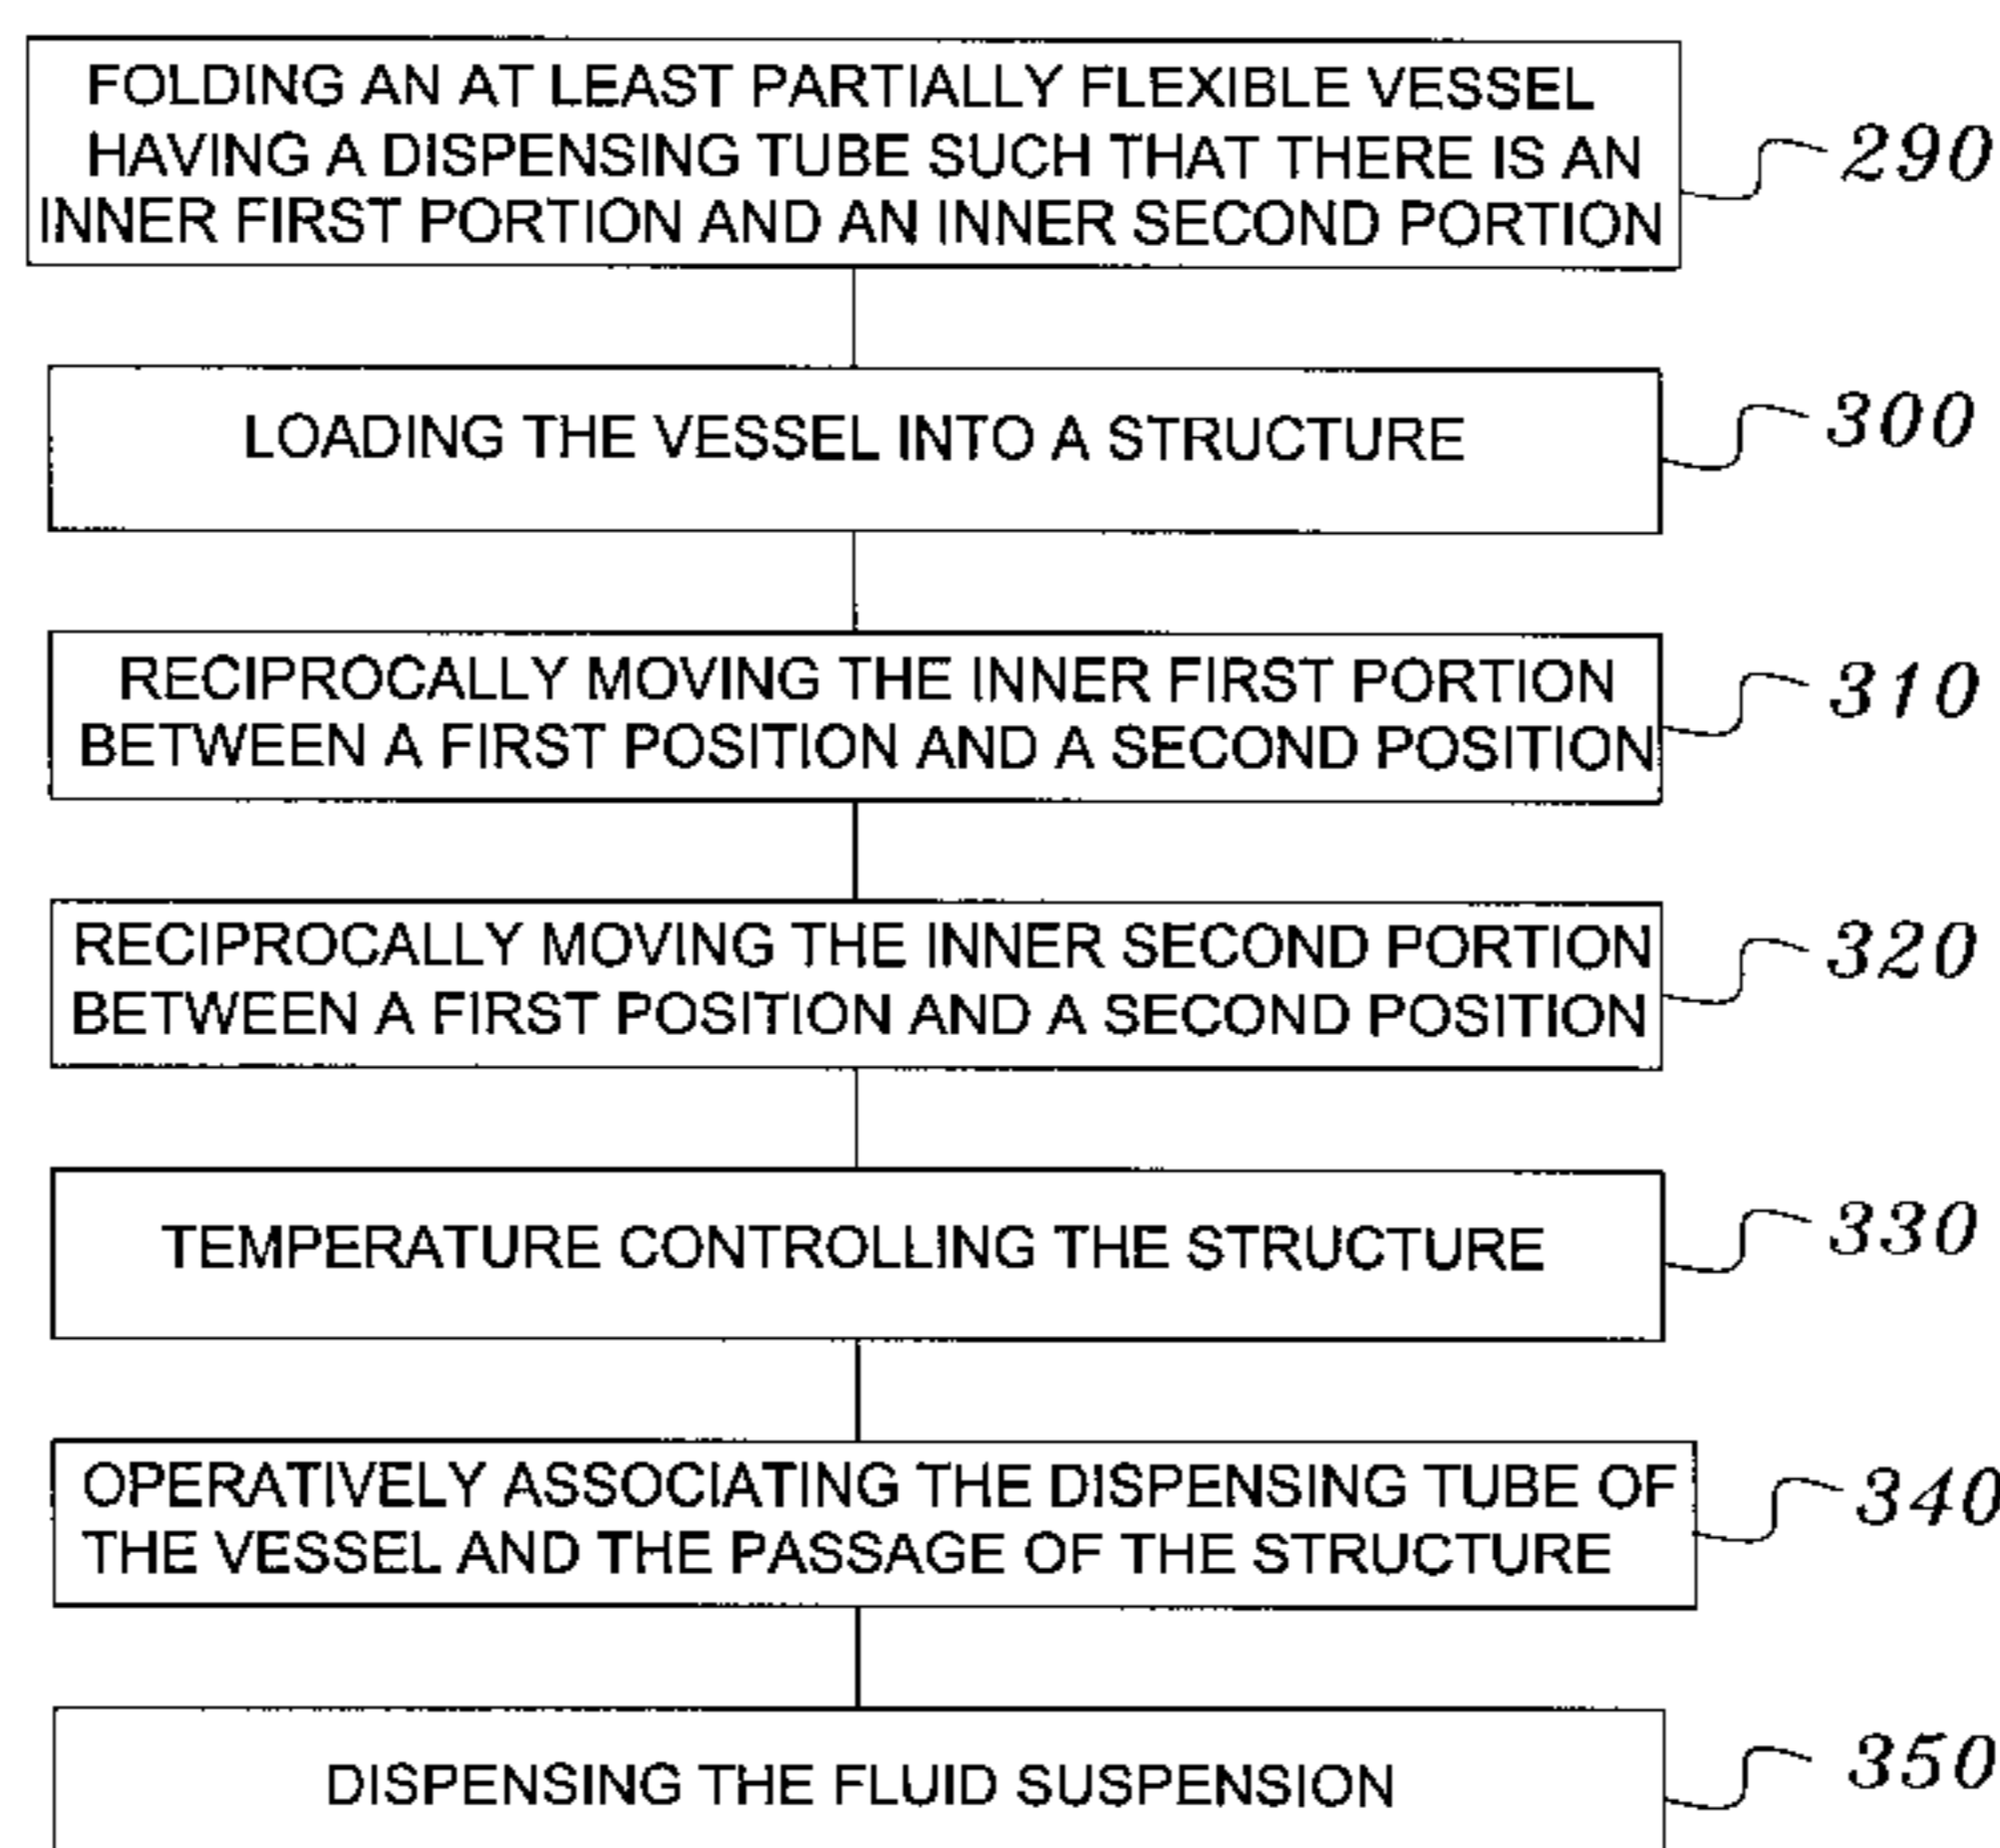 FOLDING AN AT LEAST PARTIALLY FLEXIBLE VESSEL
HAVING A DISPENSING TUBE SUCH THAT THERE IS AN
INNER FIRST PORTION AND AN INNER SECOND PORTION
290
LOADING THE VESSEL INTO A STRUCTURE
300
RECIPROCALLY MOVING THE INNER FIRST PORTION
BETWEEN A FIRST POSITION AND A SECOND POSITION
310
RECIPROCALLY MOVING THE INNER SECOND PORTION
BETWEEN A FIRST POSITION AND A SECOND POSITION
320
TEMPERATURE CONTROLLING THE STRUCTURE
330
OPERATIVELY ASSOCIATING THE DISPENSING TUBE OF
THE VESSEL AND THE PASSAGE OF THE STRUCTURE
340
DISPENSING THE FLUID SUSPENSION
350